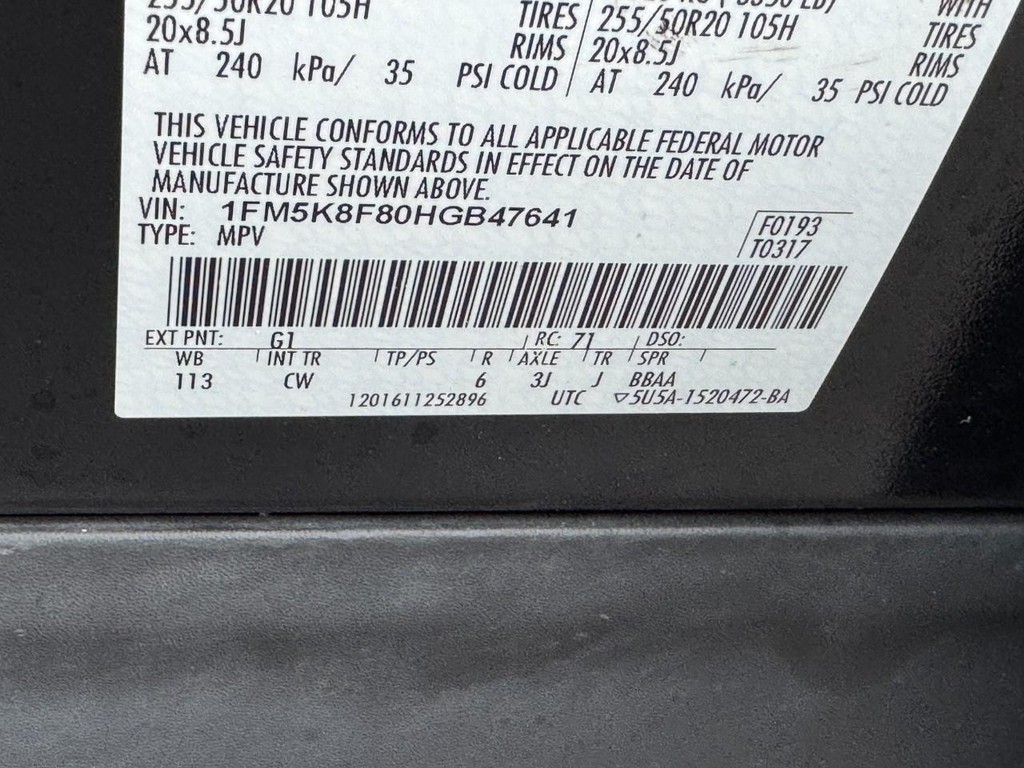 255/50R20 105H TIRES 255/50R20 105H TIRES
20x8.5J RIMS 20x8.5J RIMS
AT 240 kPa/ 35 PSI COLD AT 240 kPa/ 35 PSI COLD
THIS VEHICLE CONFORMS TO ALL APPLICABLE FEDERAL MOTOR
VEHICLE SAFETY STANDARDS IN EFFECT ON THE DATE OF
MANUFACTURE SHOWN ABOVE.
VIN: 1FM5K8F80HGB47641
TYPE: MPV
F0193
T0317
EXT PNT: G1 RC: 71 DSO:
WB INT TR TP/PS R AXLE TR SPR
113 CW 6 3J J BBAA
1201611252896 UTC ▽5U5A-1520472-BA